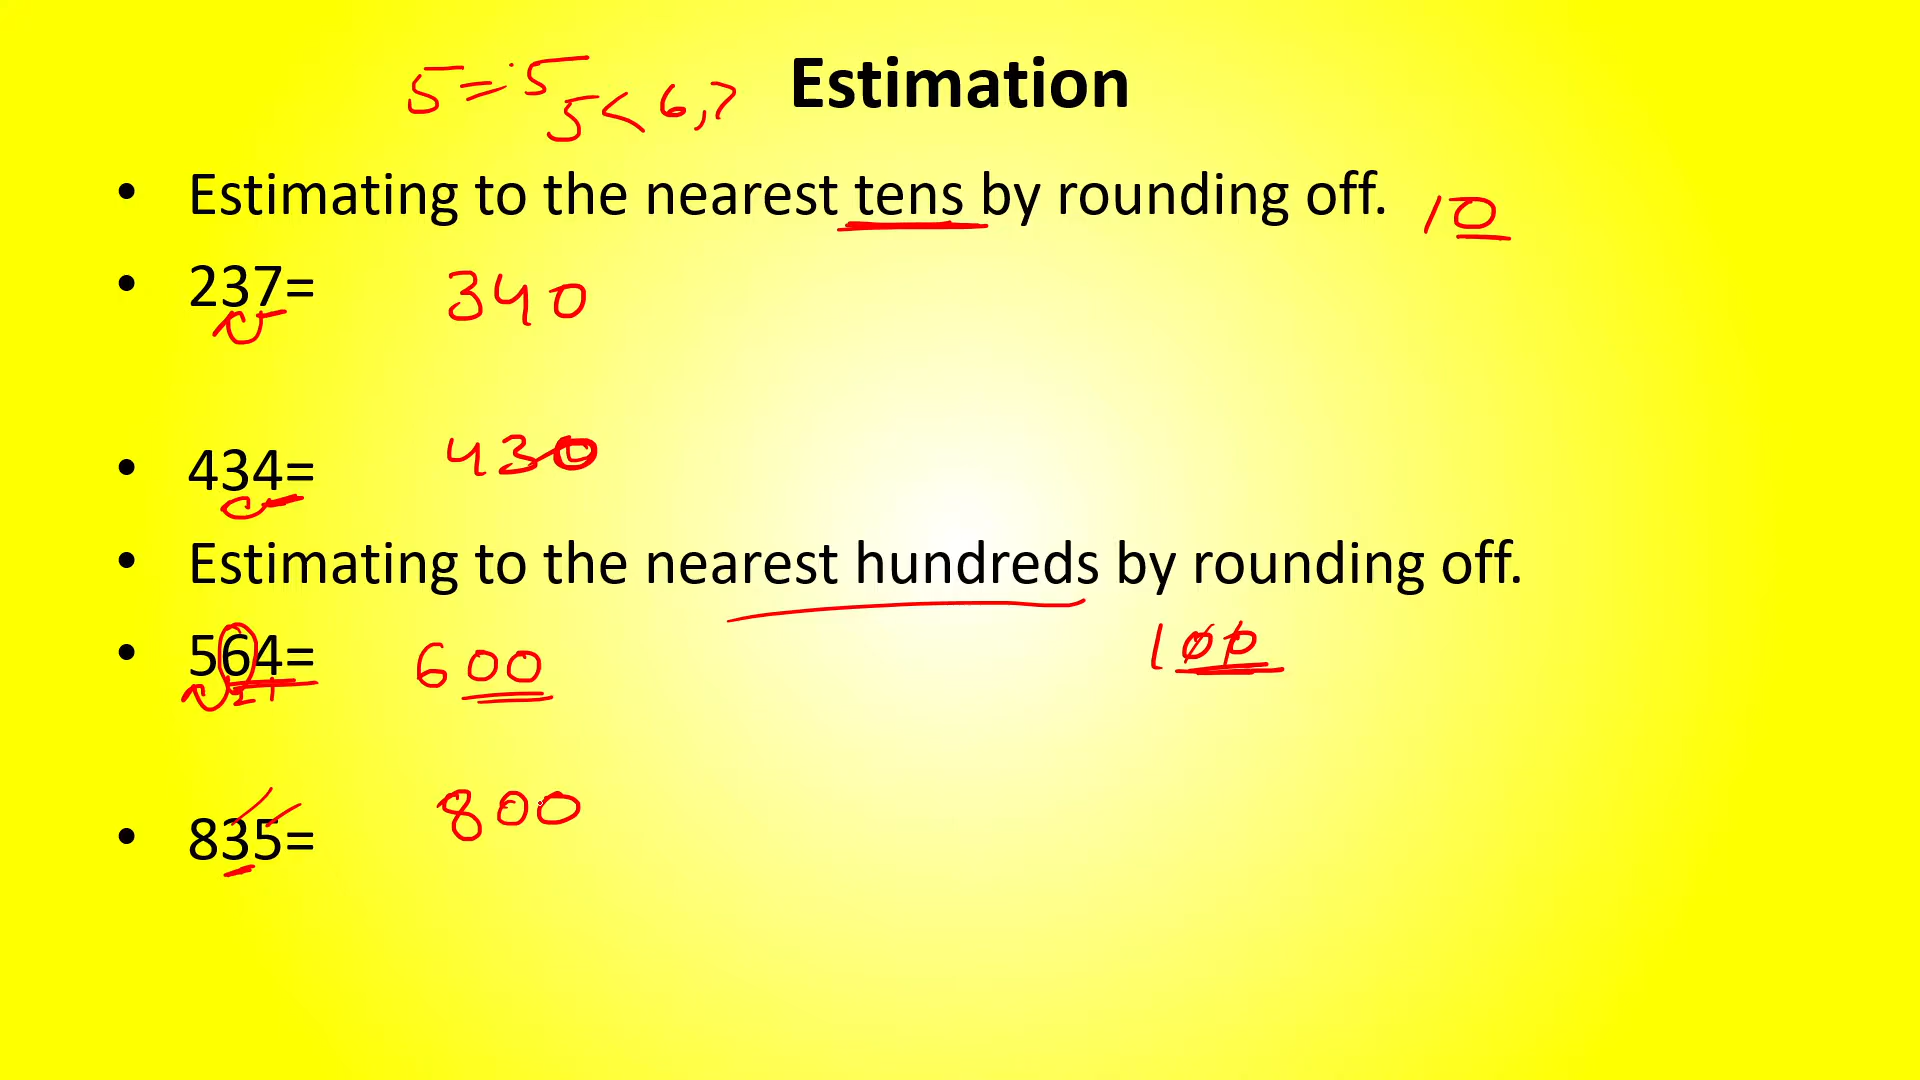 5 = 5 Estimation
5 < 6,7
• Estimating to the nearest tens by rounding off. 10
• 237= 340
• 434= 430
• Estimating to the nearest hundreds by rounding off.
• 564= 600 100
• 835= 800